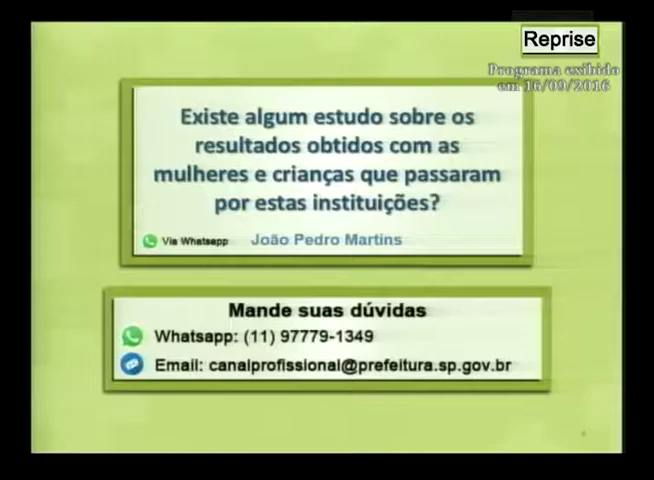 Reprise
Programa exibido
em 16/09/2016
Existe algum estudo sobre os
resultados obtidos com as
mulheres e crianças que passaram
por estas instituições?
Via Whatsapp João Pedro Martins
Mande suas dúvidas
Whatsapp: (11) 97779-1349
Email: canalprofissional@prefeitura.sp.gov.br